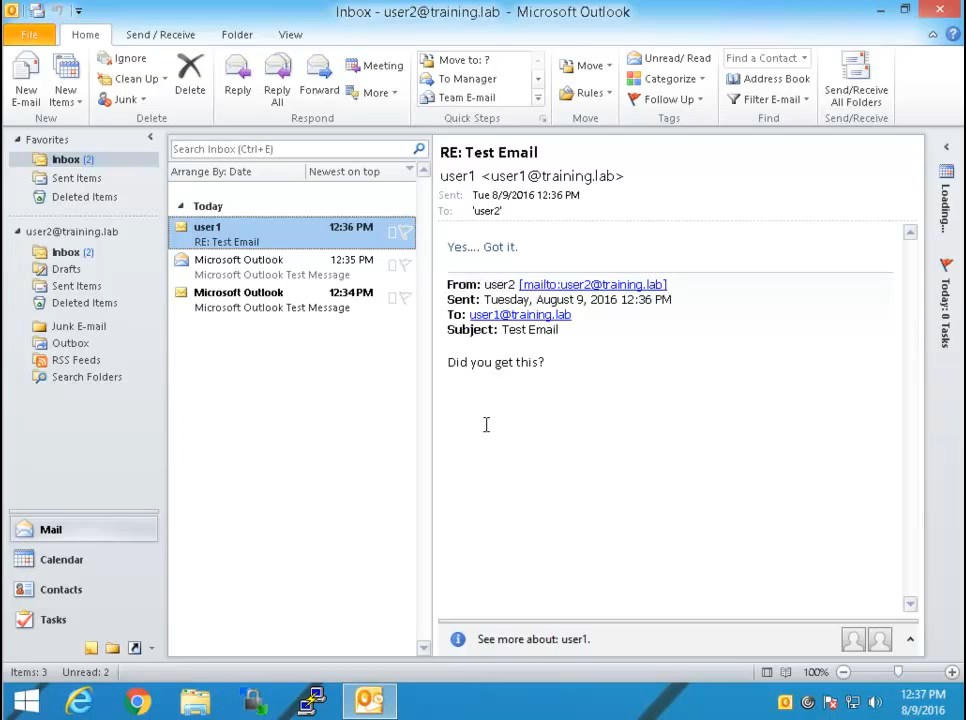 Inbox - user2@training.lab - Microsoft Outlook
File
Home
Send / Receive
Folder
View
New E-mail
New Items
New
Ignore
Clean Up
Junk
Delete
Delete
Reply
Reply All
Forward
Meeting
More
Respond
Move to: ?
To Manager
Team E-mail
Quick Steps
Move
Rules
Move
Unread/ Read
Categorize
Follow Up
Tags
Find a Contact
Address Book
Filter E-mail
Find
Send/Receive All Folders
Send/Receive
Favorites
Inbox (2)
Sent Items
Deleted Items
user2@training.lab
Inbox (2)
Drafts
Sent Items
Deleted Items
Junk E-mail
Outbox
RSS Feeds
Search Folders
Mail
Calendar
Contacts
Tasks
Search Inbox (Ctrl+E)
Arrange By: Date
Newest on top
Today
user1 12:36 PM
RE: Test Email
Microsoft Outlook 12:35 PM
Microsoft Outlook Test Message
Microsoft Outlook 12:34 PM
Microsoft Outlook Test Message
RE: Test Email
user1 <user1@training.lab>
Sent: Tue 8/9/2016 12:36 PM
To: 'user2'
Yes.... Got it.
From: user2 [mailto:user2@training.lab]
Sent: Tuesday, August 9, 2016 12:36 PM
To: user1@training.lab
Subject: Test Email
Did you get this?
See more about: user1.
Loading...
Today: 0 Tasks
Items: 3 Unread: 2
100%
12:37 PM
8/9/2016